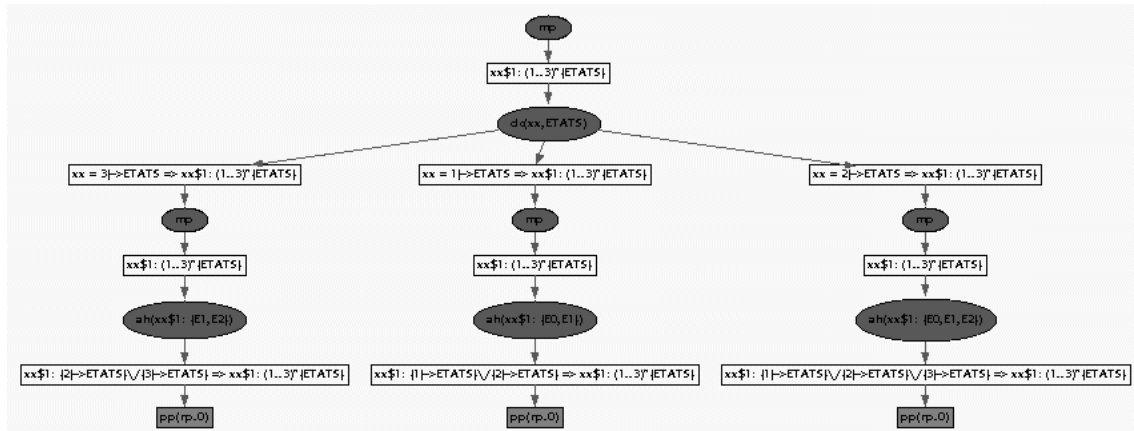 mp
xx$1: (1..3)*{ETATS}
dc(xx,ETATS)
xx = 3|->ETATS => xx$1: (1..3)*{ETATS}
xx = 1|->ETATS => xx$1: (1..3)*{ETATS}
xx = 2|->ETATS => xx$1: (1..3)*{ETATS}
mp
mp
mp
xx$1: (1..3)*{ETATS}
xx$1: (1..3)*{ETATS}
xx$1: (1..3)*{ETATS}
ah(xx$1: {E1,E2})
ah(xx$1: {E0,E1})
ah(xx$1: {E0,E1,E2})
xx$1: {2|->ETATS}\/{3|->ETATS} => xx$1: (1..3)*{ETATS}
xx$1: {1|->ETATS}\/{2|->ETATS} => xx$1: (1..3)*{ETATS}
xx$1: {1|->ETATS}\/{2|->ETATS}\/{3|->ETATS} => xx$1: (1..3)*{ETATS}
pp(rp.0)
pp(rp.0)
pp(rp.0)